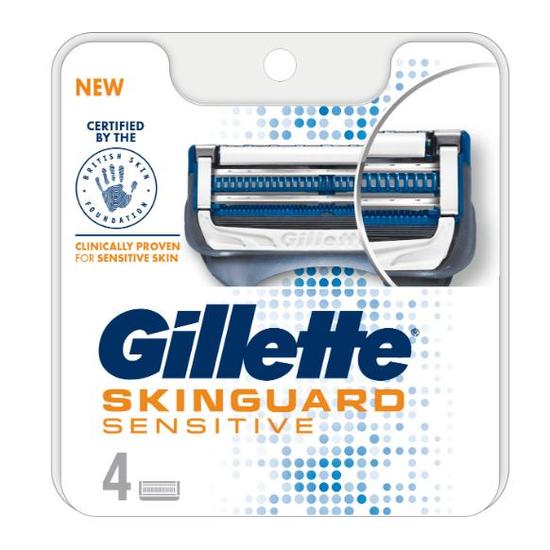 NEW
CERTIFIED
BY THE
BRITISH SKIN
FOUNDATION
CLINICALLY PROVEN
FOR SENSITIVE SKIN
Gillette
Gillette®
SKINGUARD
SENSITIVE
4